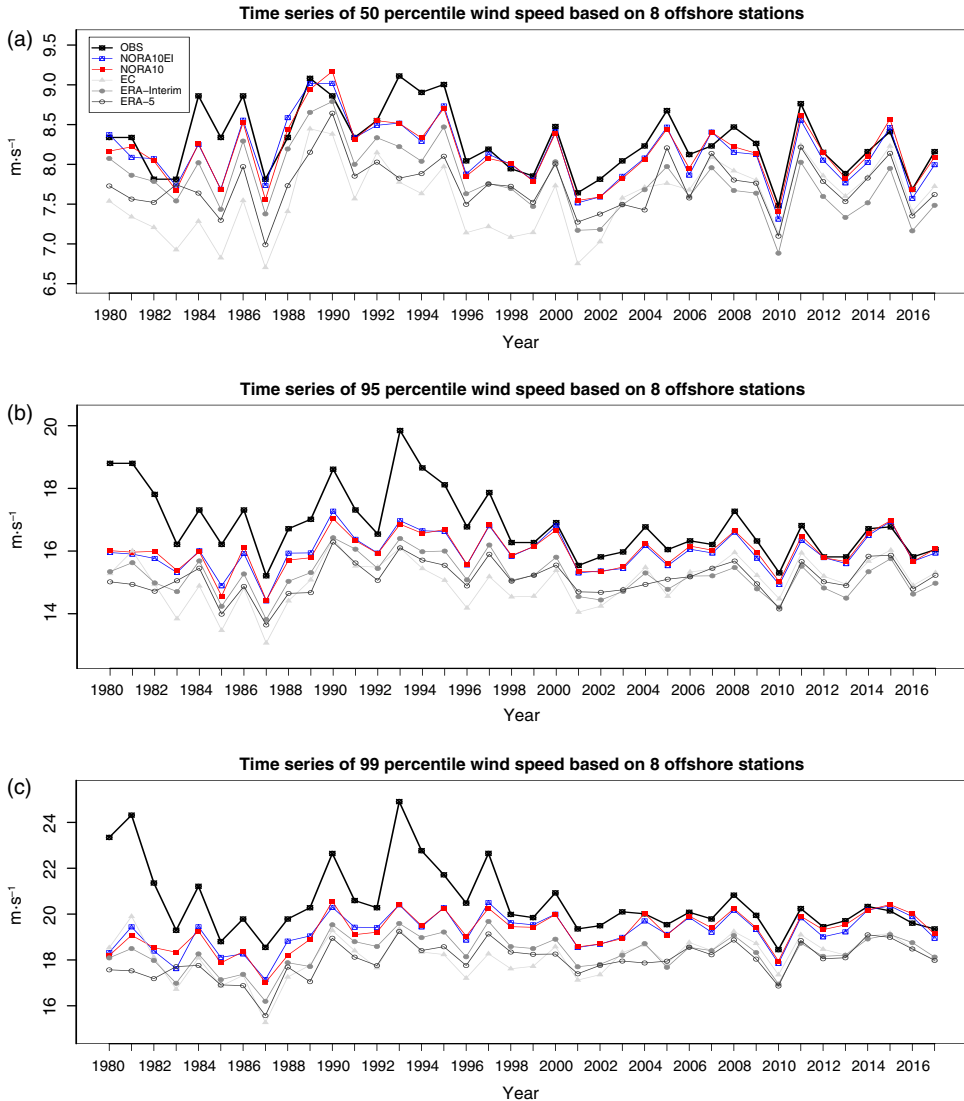 Time series of 50 percentile wind speed based on 8 offshore stations
(a)
OBS
NORA10EI
NORA10
EC
ERA−Interim
ERA−5
9.5
9.0
8.5
8.0
7.5
7.0
6.5
m·s⁻¹
1980 1982 1984 1986 1988 1990 1992 1994 1996 1998 2000 2002 2004 2006 2008 2010 2012 2014 2016
Year
Time series of 95 percentile wind speed based on 8 offshore stations
(b)
20
18
16
14
m·s⁻¹
1980 1982 1984 1986 1988 1990 1992 1994 1996 1998 2000 2002 2004 2006 2008 2010 2012 2014 2016
Year
Time series of 99 percentile wind speed based on 8 offshore stations
(c)
24
22
20
18
16
m·s⁻¹
1980 1982 1984 1986 1988 1990 1992 1994 1996 1998 2000 2002 2004 2006 2008 2010 2012 2014 2016
Year